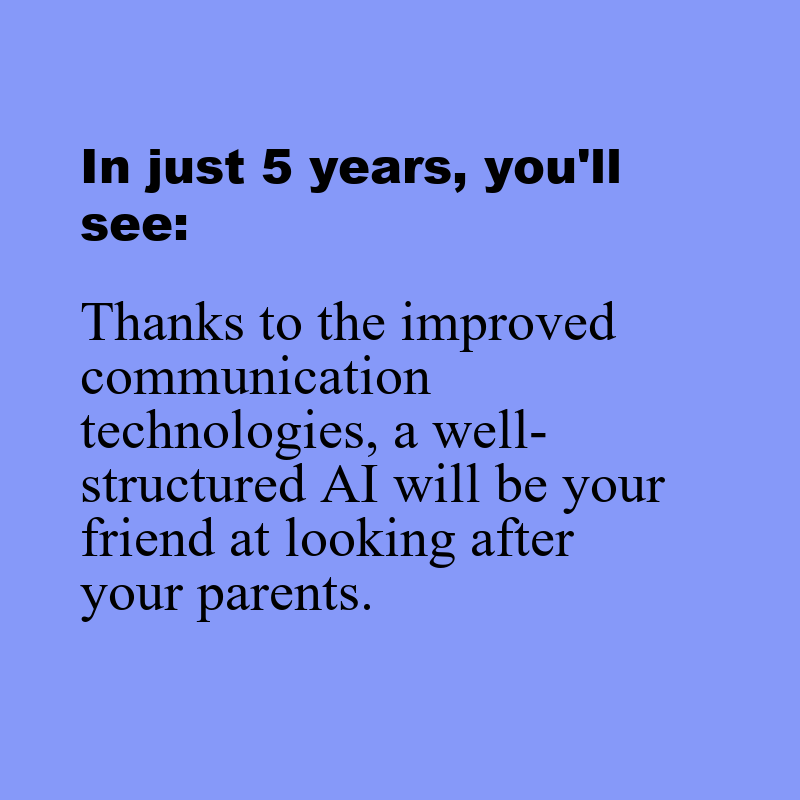 In just 5 years, you'll
see:
Thanks to the improved
communication
technologies, a well-
structured AI will be your
friend at looking after
your parents.